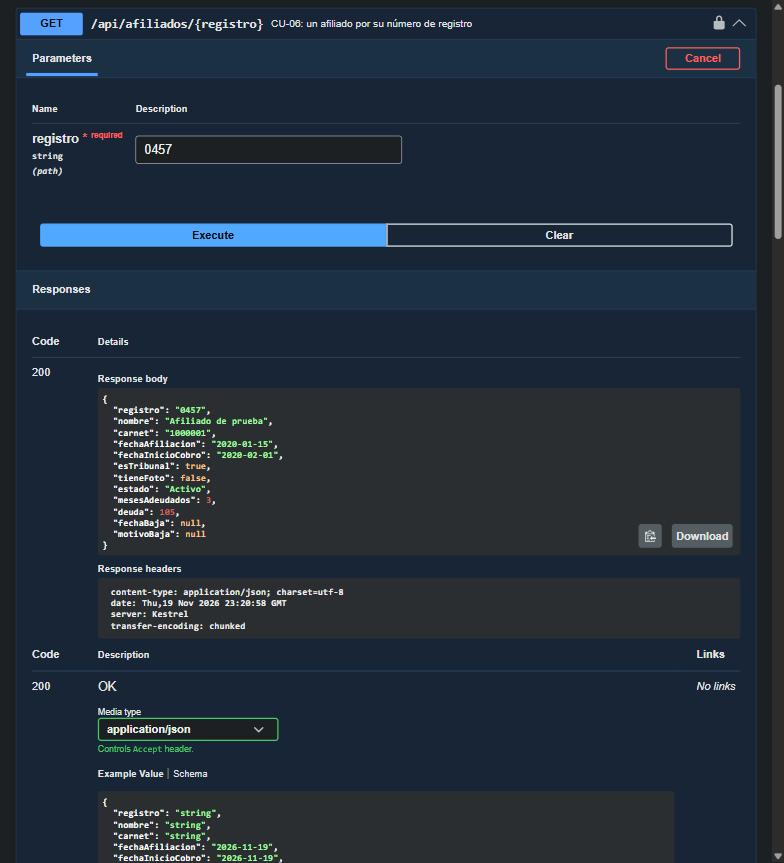 GET /api/afiliados/{registro} CU-06: un afiliado por su número de registro
Parameters
Cancel
Name Description
registro * required
string
(path)
0457
Execute Clear
Responses
Code Details
200
Response body
{
"registro": "0457",
"nombre": "Afiliado de prueba",
"carnet": "1000001",
"fechaAfiliacion": "2020-01-15",
"fechaInicioCobro": "2020-02-01",
"esTribunal": true,
"tieneFoto": false,
"estado": "Activo",
"mesesAdeudados": 3,
"deuda": 105,
"fechaBaja": null,
"motivoBaja": null
}
Download
Response headers
content-type: application/json; charset=utf-8
date: Thu,19 Nov 2026 23:20:58 GMT
server: Kestrel
transfer-encoding: chunked
Code Description Links
200 OK No links
Media type
application/json
Controls Accept header.
Example Value | Schema
{
"registro": "string",
"nombre": "string",
"carnet": "string",
"fechaAfiliacion": "2026-11-19",
"fechaInicioCobro": "2026-11-19",